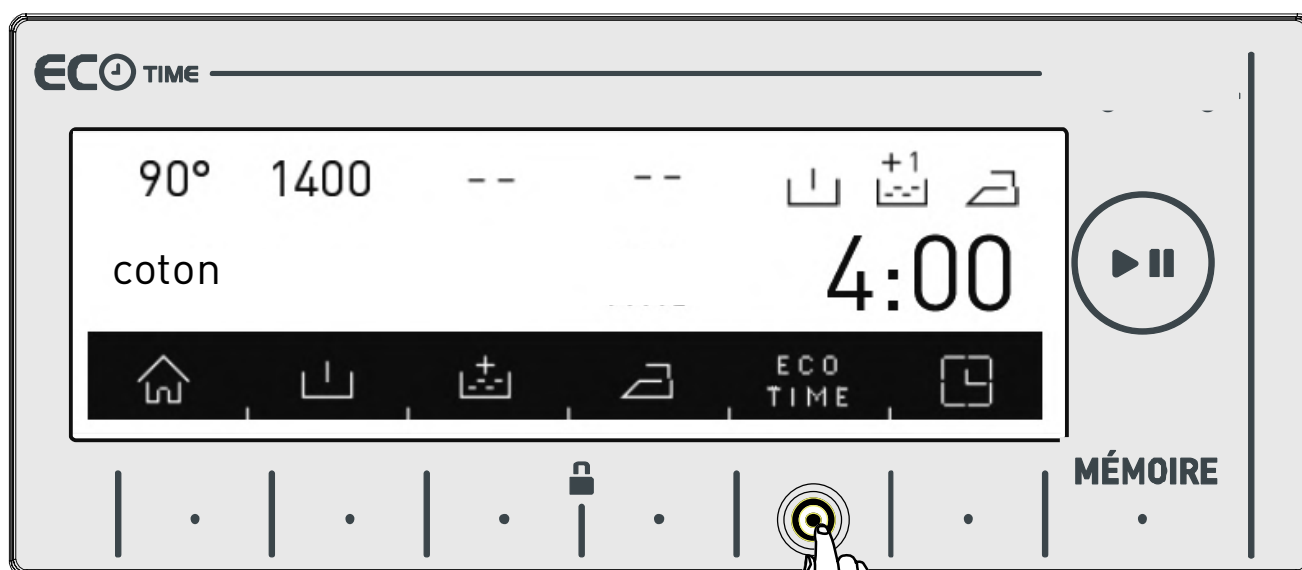 ECO TIME
90° 1400 -- --
+1
coton
4:00
+
ECO
TIME
MÉMOIRE